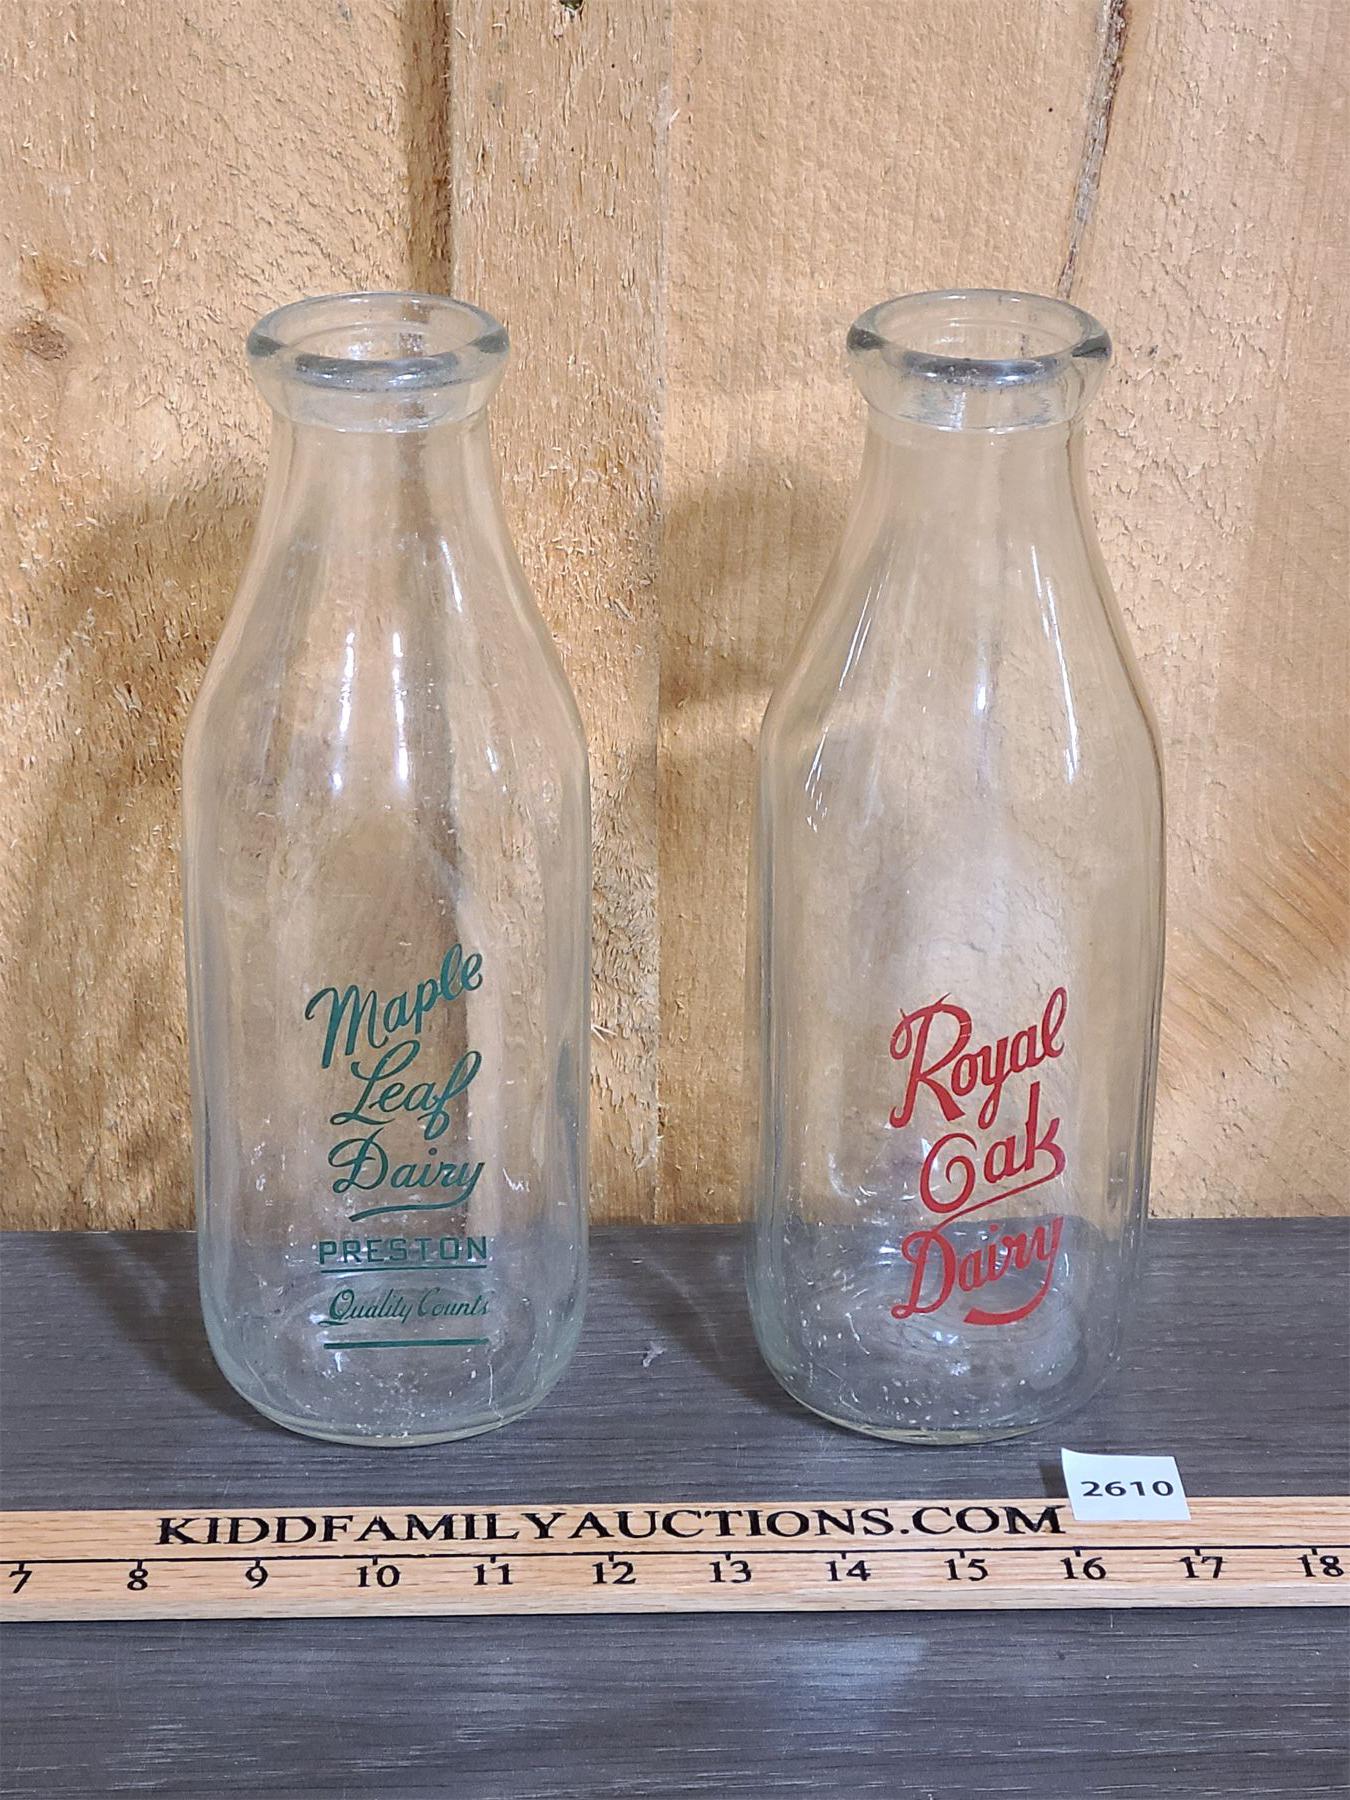 Maple
Leaf
Dairy
PRESTON
Quality Counts
Royal
Oak
Dairy
2610
KIDDFAMILYAUCTIONS.COM
7 8 9 10 11 12 13 14 15 16 17 18